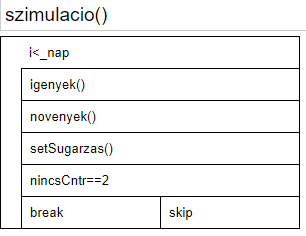 szimulacio()
i<_nap
igenyek()
novenyek()
setSugarzas()
nincsCntr==2
break skip